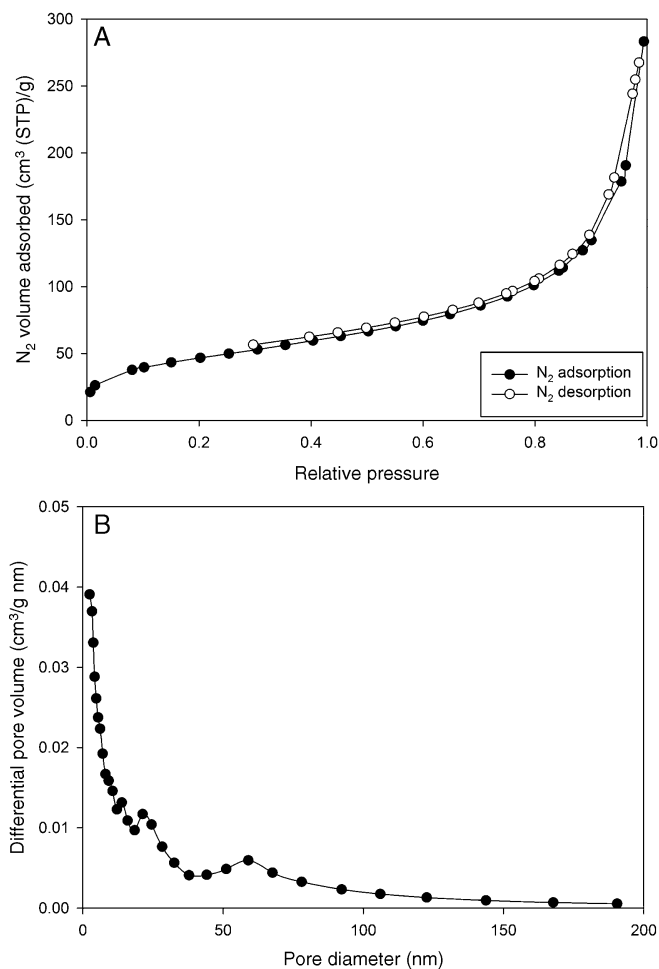 A
300
250
200
150
100
50
0
N₂ volume adsorbed (cm³ (STP)/g)
N₂ adsorption
N₂ desorption
0.0 0.2 0.4 0.6 0.8 1.0
Relative pressure
B
0.05
0.04
0.03
0.02
0.01
0.00
Differential pore volume (cm³/g nm)
0 50 100 150 200
Pore diameter (nm)